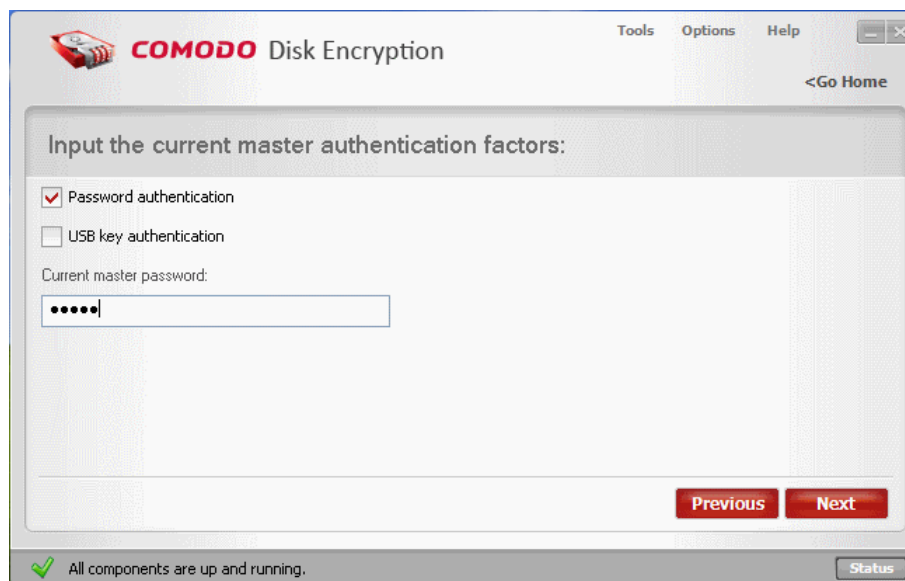 COMODO Disk Encryption
Tools Options Help
<Go Home
Input the current master authentication factors:
Password authentication
USB key authentication
Current master password:
•••••
Previous Next
All components are up and running.
Status